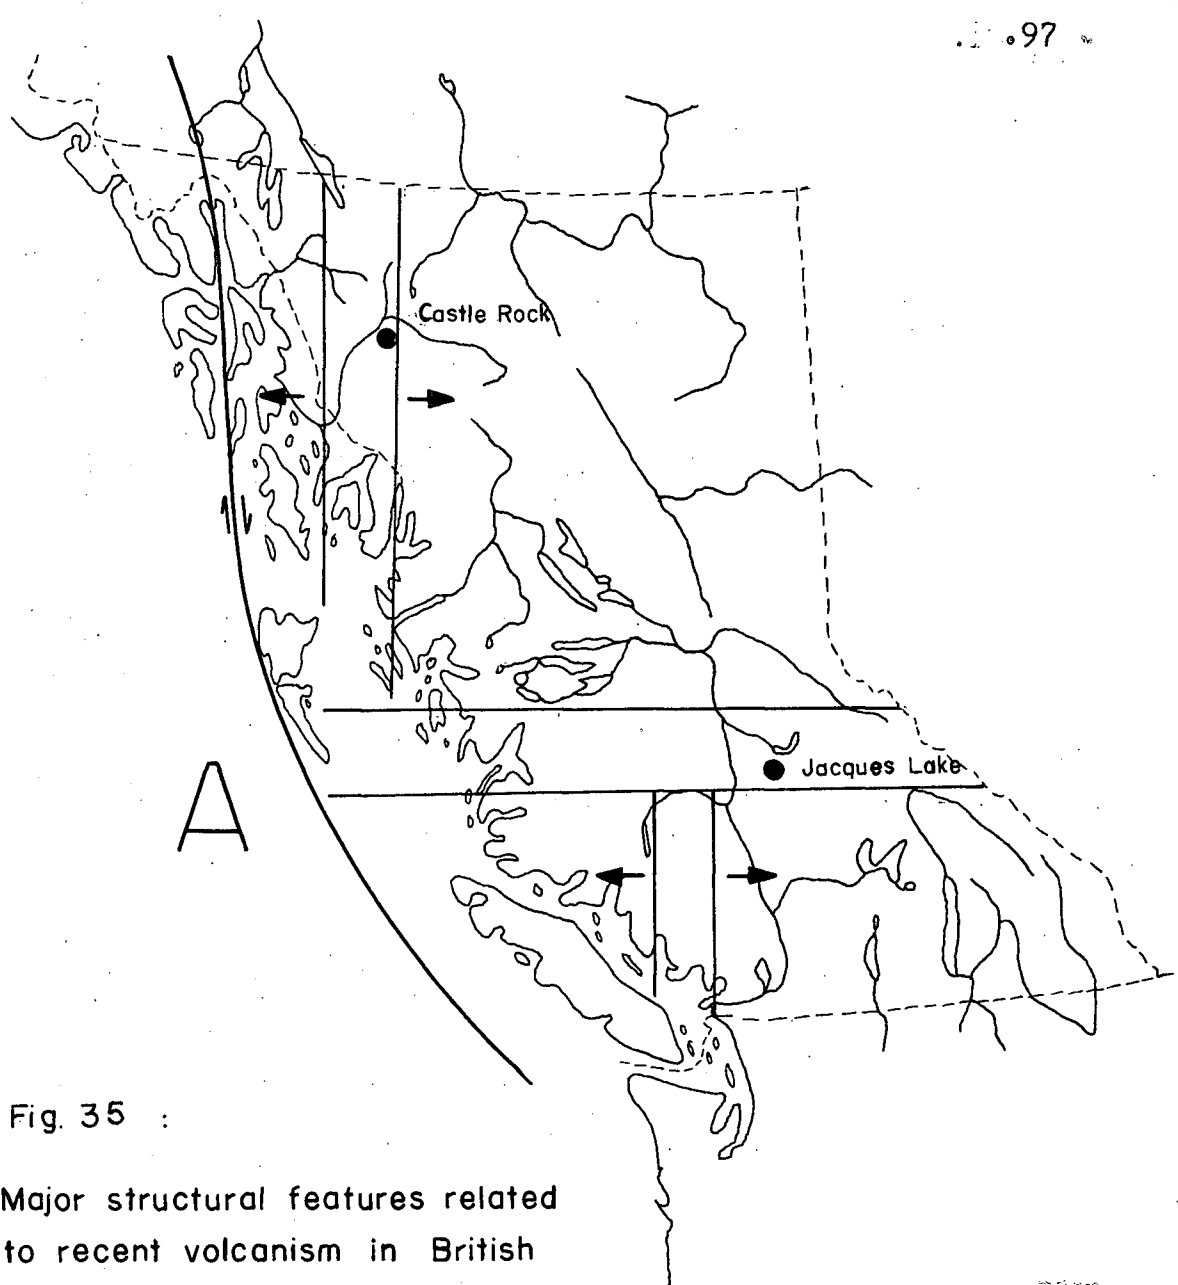 97
Castle Rock
Jacques Lake
A
Fig. 35 :
Major structural features related
to recent volcanism in British